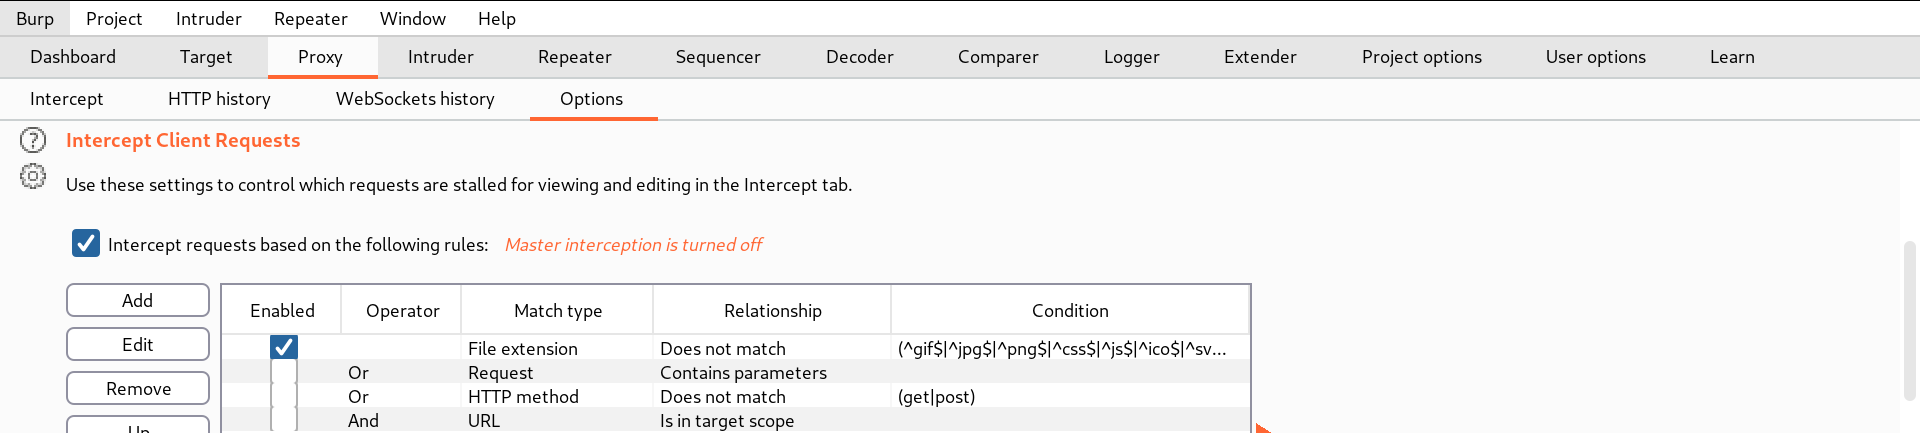 Burp Project Intruder Repeater Window Help
Dashboard Target Proxy Intruder Repeater Sequencer Decoder Comparer Logger Extender Project options User options Learn
Intercept HTTP history WebSockets history Options
? Intercept Client Requests
Use these settings to control which requests are stalled for viewing and editing in the Intercept tab.
Intercept requests based on the following rules: Master interception is turned off
Add
Edit
Remove
Up
Enabled Operator Match type Relationship Condition
File extension Does not match (^gif$|^jpg$|^png$|^css$|^js$|^ico$|^sv...
Or Request Contains parameters
Or HTTP method Does not match (get|post)
And URL Is in target scope